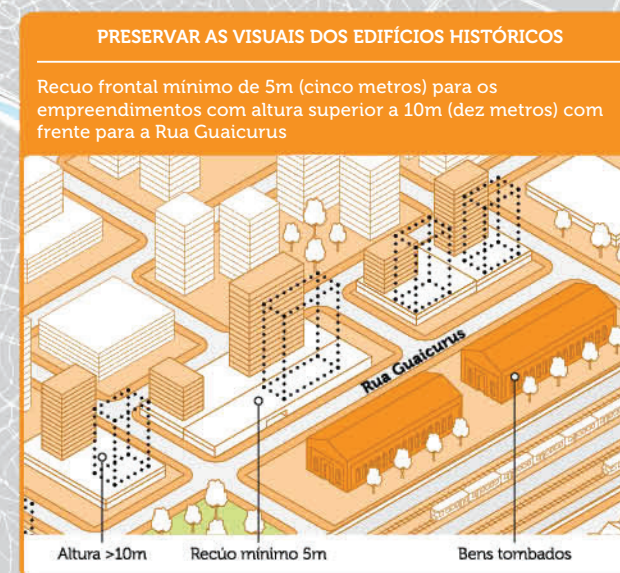 PRESERVAR AS VISUAIS DOS EDIFÍCIOS HISTÓRICOS
Recuo frontal mínimo de 5m (cinco metros) para os
empreendimentos com altura superior a 10m (dez metros) com
frente para a Rua Guaicurus
Rua Guaicurus
Altura >10m
Recúo mínimo 5m
Bens tombados